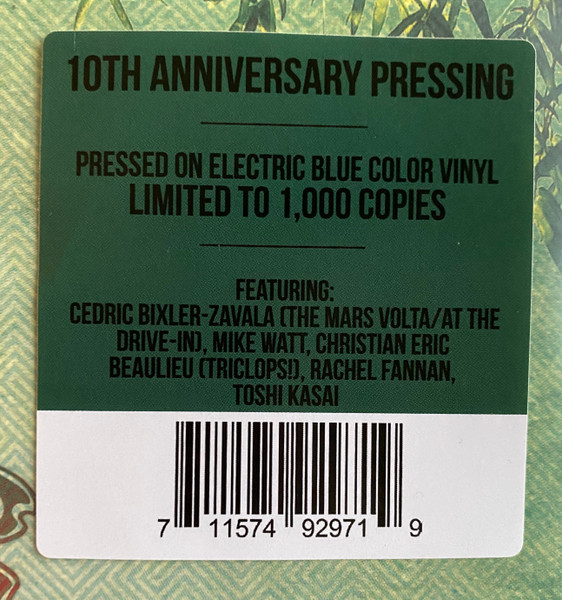 10TH ANNIVERSARY PRESSING
PRESSED ON ELECTRIC BLUE COLOR VINYL
LIMITED TO 1,000 COPIES
FEATURING:
CEDRIC BIXLER-ZAVALA (THE MARS VOLTA/AT THE
DRIVE-IN), MIKE WATT, CHRISTIAN ERIC
BEAULIEU (TRICLOPS!), RACHEL FANNAN,
TOSHI KASAI
7 11574 92971 9